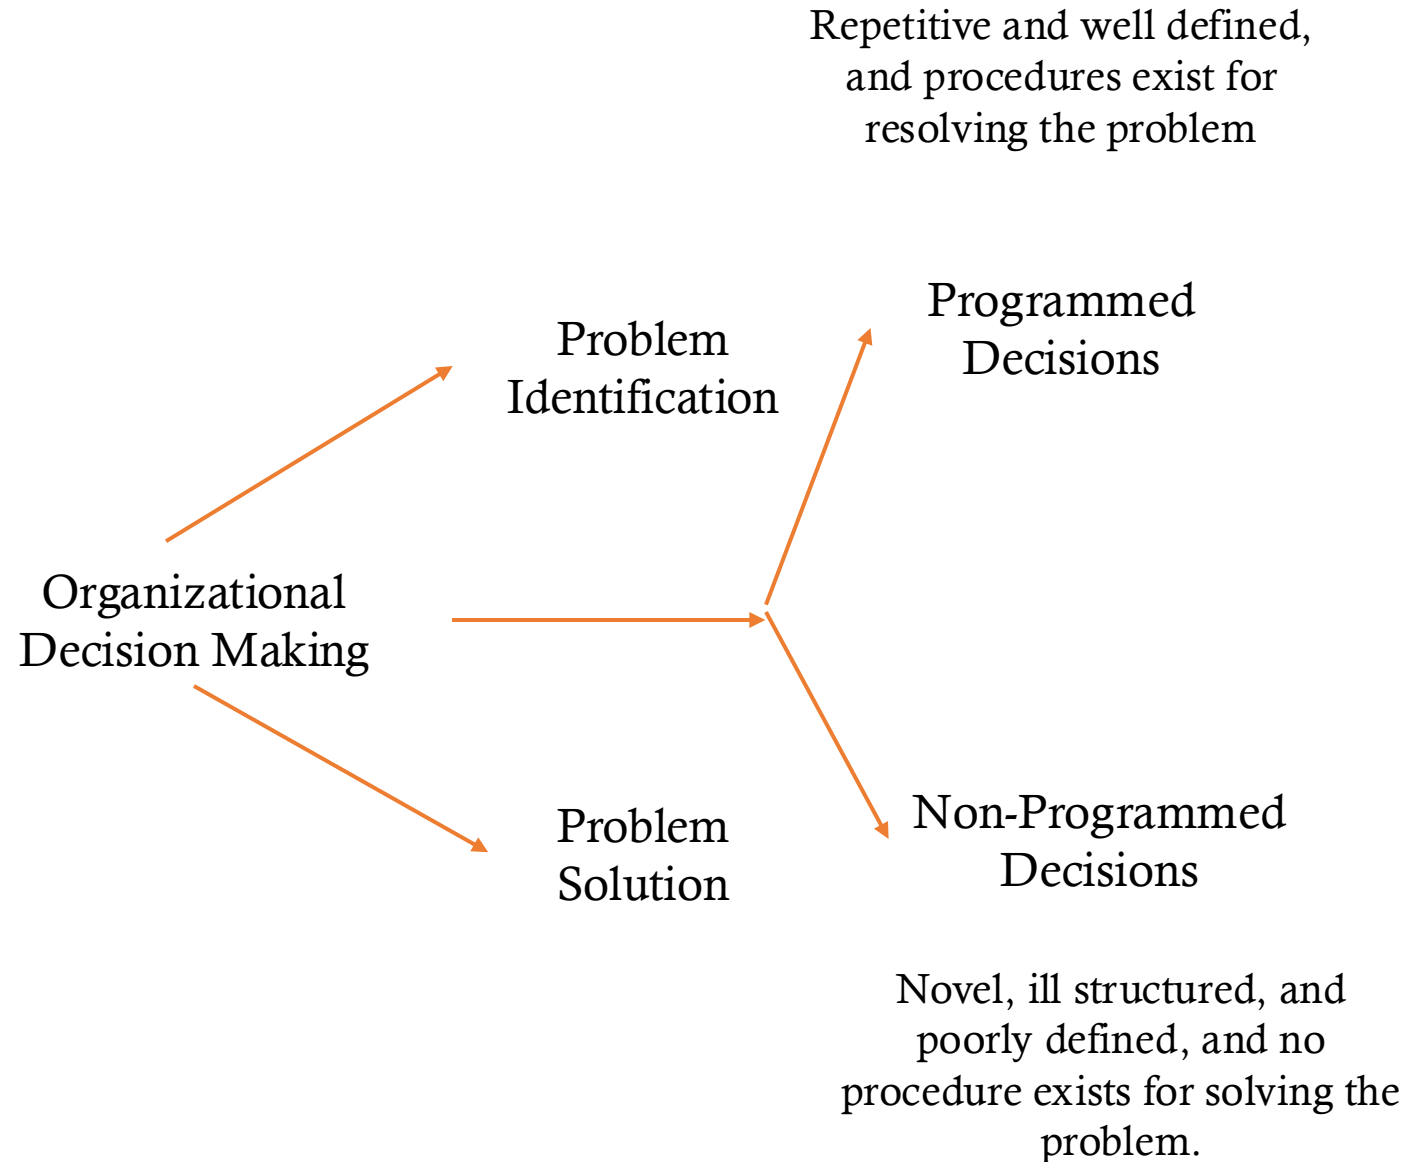 Repetitive and well defined,
and procedures exist for
resolving the problem
Programmed
Decisions
Problem
Identification
Organizational
Decision Making
Problem
Solution
Non-Programmed
Decisions
Novel, ill structured, and
poorly defined, and no
procedure exists for solving the
problem.